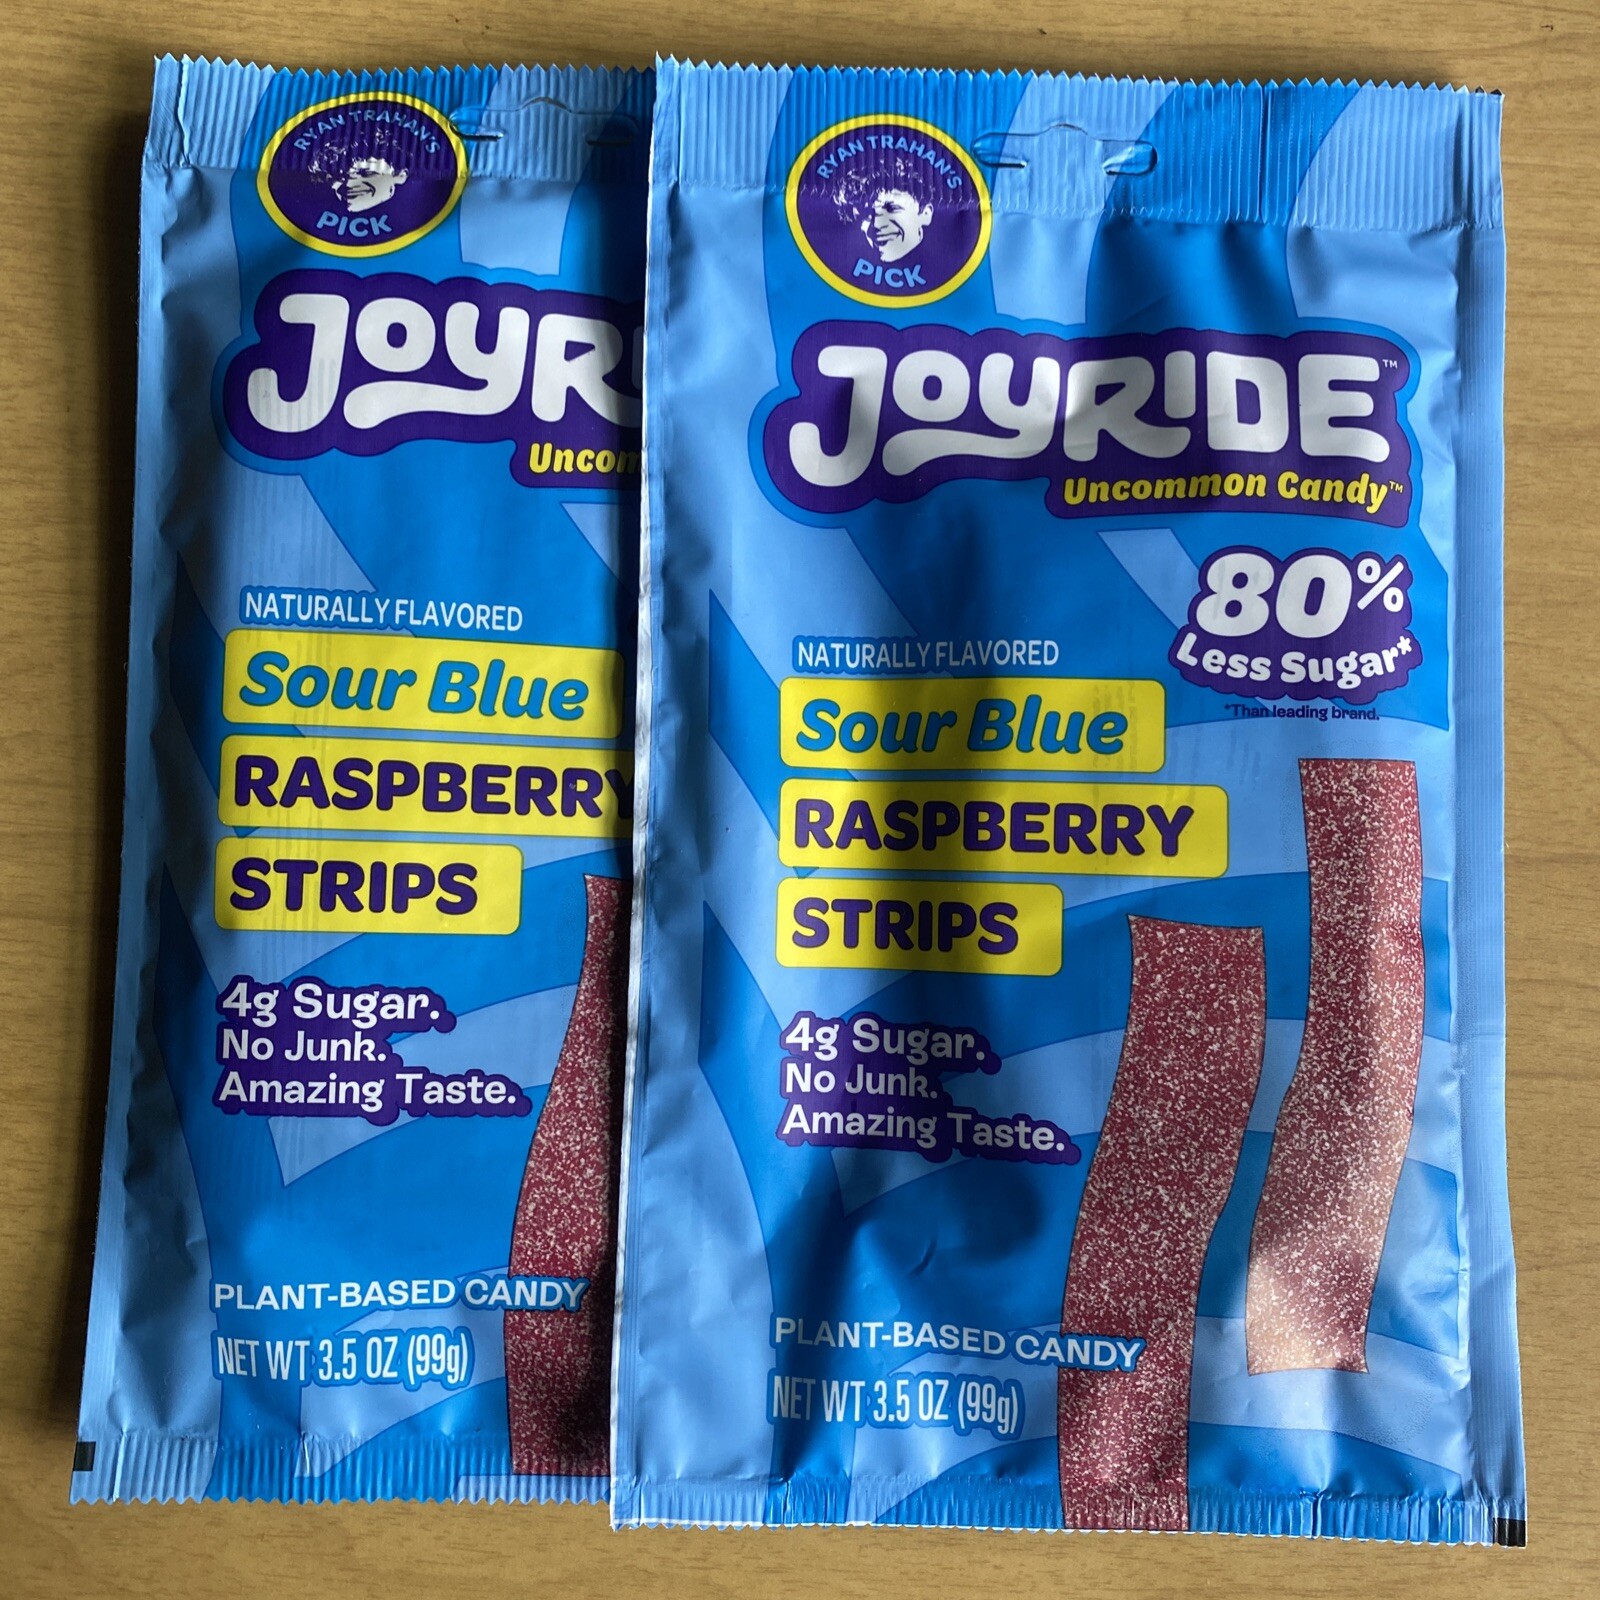 RYAN TRAHAN'S
PICK
JOYR
Uncom
NATURALLY FLAVORED
Sour Blue
RASPBERRY
STRIPS
4g Sugar.
No Junk.
Amazing Taste.
PLANT-BASED CANDY
NET WT 3.5 OZ (99g)
RYAN TRAHAN'S
PICK
JOYRIDE™
Uncommon Candy™
80%
Less Sugar*
*Than leading brand.
NATURALLY FLAVORED
Sour Blue
RASPBERRY
STRIPS
4g Sugar.
No Junk.
Amazing Taste.
PLANT-BASED CANDY
NET WT 3.5 OZ (99g)